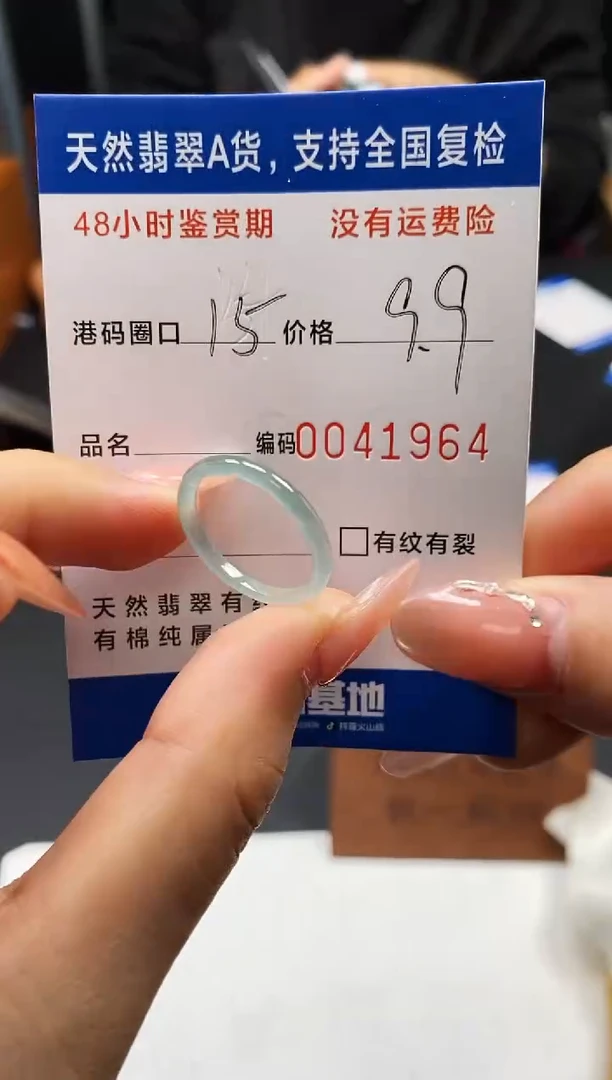 天然翡翠A货，支持全国复检
48小时鉴赏期 没有运费险
港码圈口 15 价格 9.9
品名 编码0041964
□有纹有裂
天然翡翠有
有棉纯属
基地